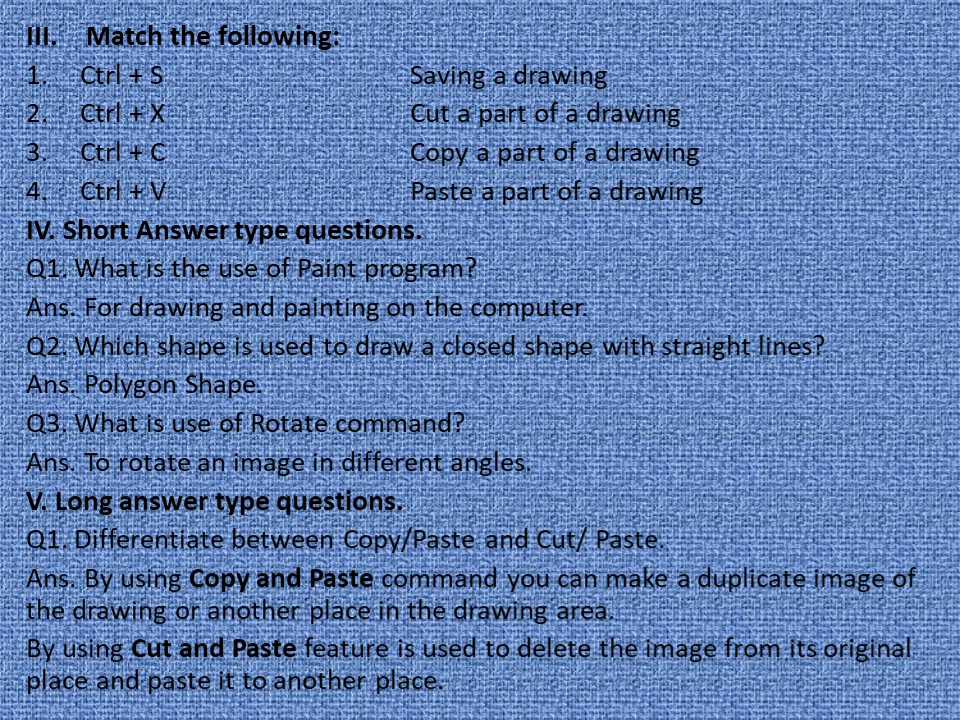 III. Match the following:
1. Ctrl + S Saving a drawing
2. Ctrl + X Cut a part of a drawing
3. Ctrl + C Copy a part of a drawing
4. Ctrl + V Paste a part of a drawing
IV. Short Answer type questions.
Q1. What is the use of Paint program?
Ans. For drawing and painting on the computer.
Q2. Which shape is used to draw a closed shape with straight lines?
Ans. Polygon Shape.
Q3. What is use of Rotate command?
Ans. To rotate an image in different angles.
V. Long answer type questions.
Q1. Differentiate between Copy/Paste and Cut/ Paste.
Ans. By using Copy and Paste command you can make a duplicate image of
the drawing or another place in the drawing area.
By using Cut and Paste feature is used to delete the image from its original
place and paste it to another place.